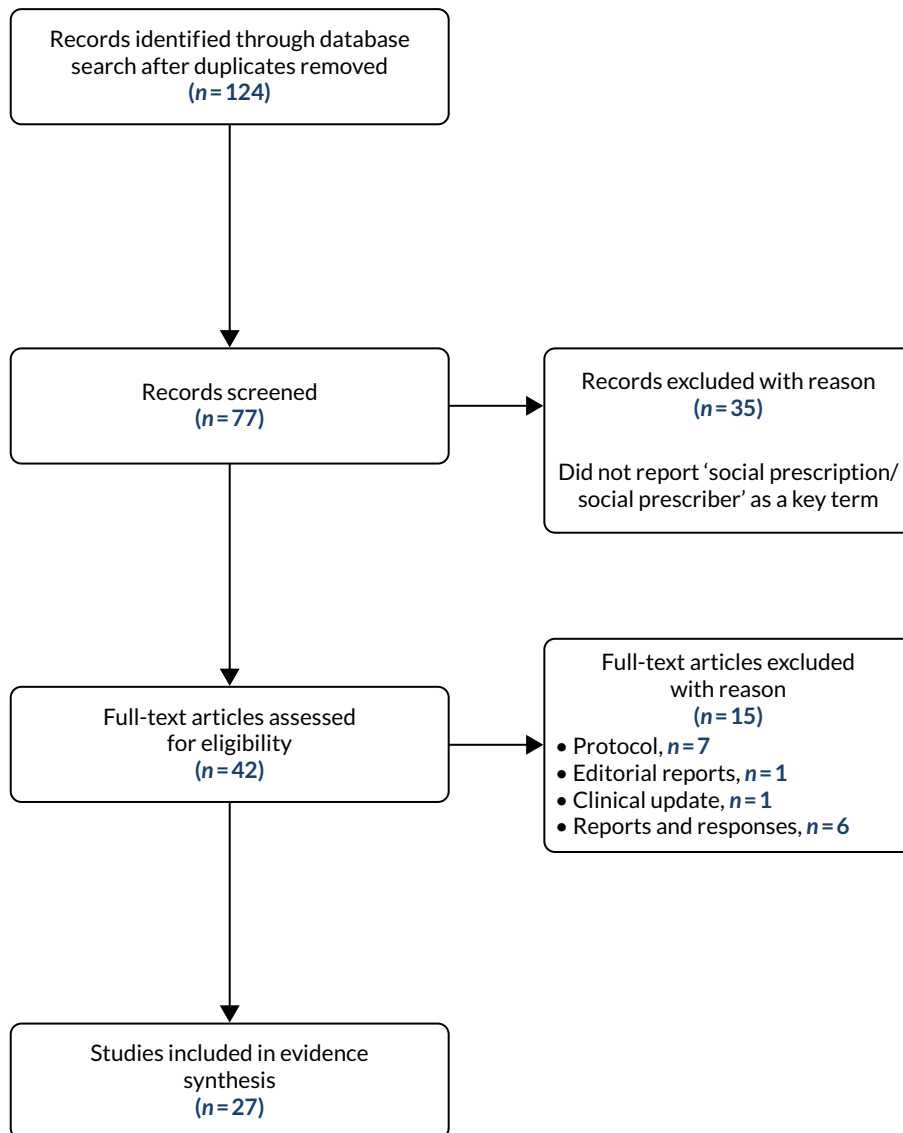 Records identified through database
search after duplicates removed
(n = 124)
Records screened
(n = 77)
Records excluded with reason
(n = 35)
Did not report ‘social prescription/
social prescriber’ as a key term
Full-text articles assessed
for eligibility
(n = 42)
Full-text articles excluded
with reason
(n = 15)
• Protocol, n = 7
• Editorial reports, n = 1
• Clinical update, n = 1
• Reports and responses, n = 6
Studies included in evidence
synthesis
(n = 27)